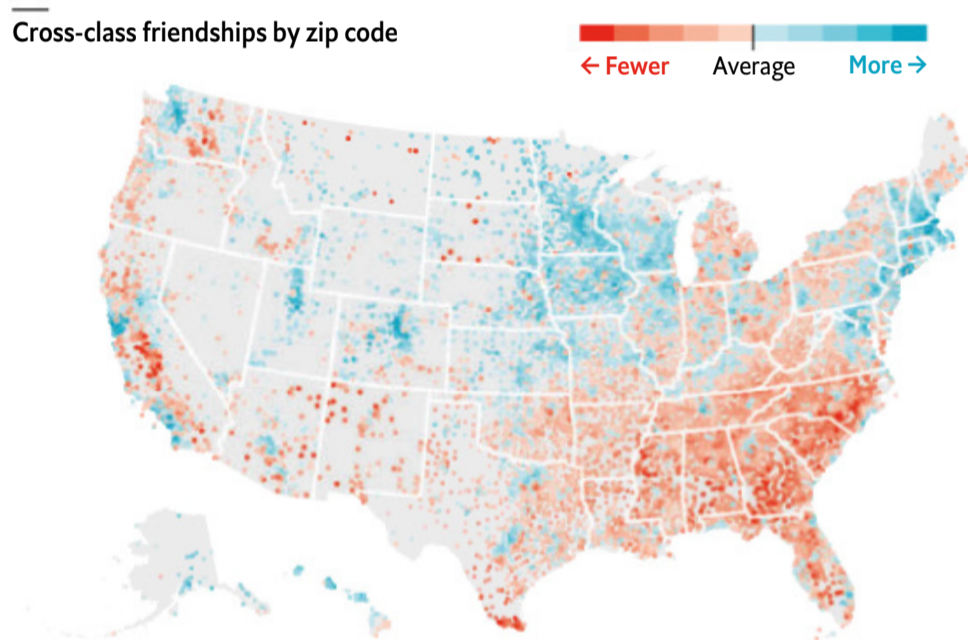 Cross-class friendships by zip code
← Fewer Average More →